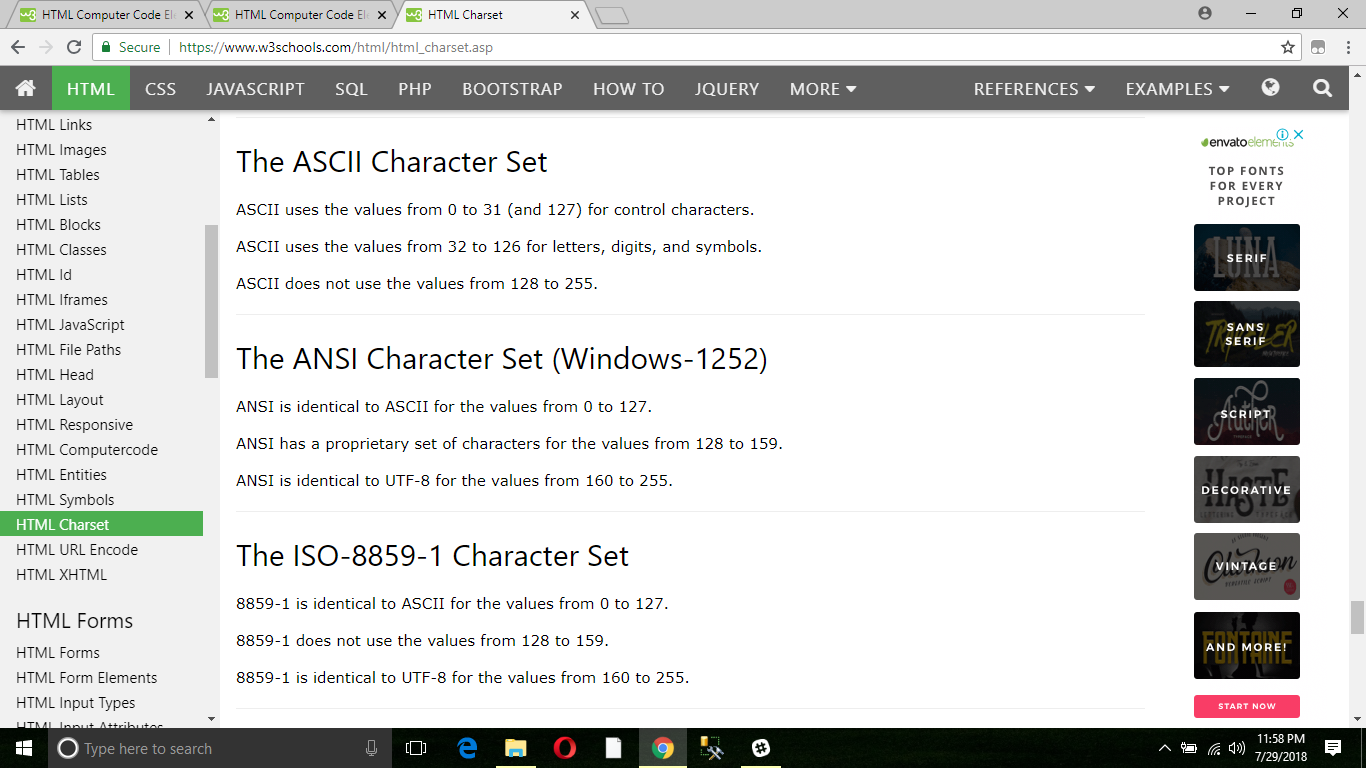 HTML Computer Code El
HTML Computer Code El
HTML Charset
Secure
https://www.w3schools.com/html/html_charset.asp
HTML CSS JAVASCRIPT SQL PHP BOOTSTRAP HOW TO JQUERY MORE REFERENCES EXAMPLES
HTML Links
HTML Images
HTML Tables
HTML Lists
HTML Blocks
HTML Classes
HTML Id
HTML Iframes
HTML JavaScript
HTML File Paths
HTML Head
HTML Layout
HTML Responsive
HTML Computercode
HTML Entities
HTML Symbols
HTML Charset
HTML URL Encode
HTML XHTML
HTML Forms
HTML Forms
HTML Form Elements
HTML Input Types
HTML Input Attributes
The ASCII Character Set
ASCII uses the values from 0 to 31 (and 127) for control characters.
ASCII uses the values from 32 to 126 for letters, digits, and symbols.
ASCII does not use the values from 128 to 255.
The ANSI Character Set (Windows-1252)
ANSI is identical to ASCII for the values from 0 to 127.
ANSI has a proprietary set of characters for the values from 128 to 159.
ANSI is identical to UTF-8 for the values from 160 to 255.
The ISO-8859-1 Character Set
8859-1 is identical to ASCII for the values from 0 to 127.
8859-1 does not use the values from 128 to 159.
8859-1 is identical to UTF-8 for the values from 160 to 255.
envatoelements
TOP FONTS
FOR EVERY
PROJECT
LUNA
SERIF
SANS
SERIF
SCRIPT
HASTE
DECORATIVE
VINTAGE
FONTAINE
AND MORE!
START NOW
Type here to search
11:58 PM
7/29/2018